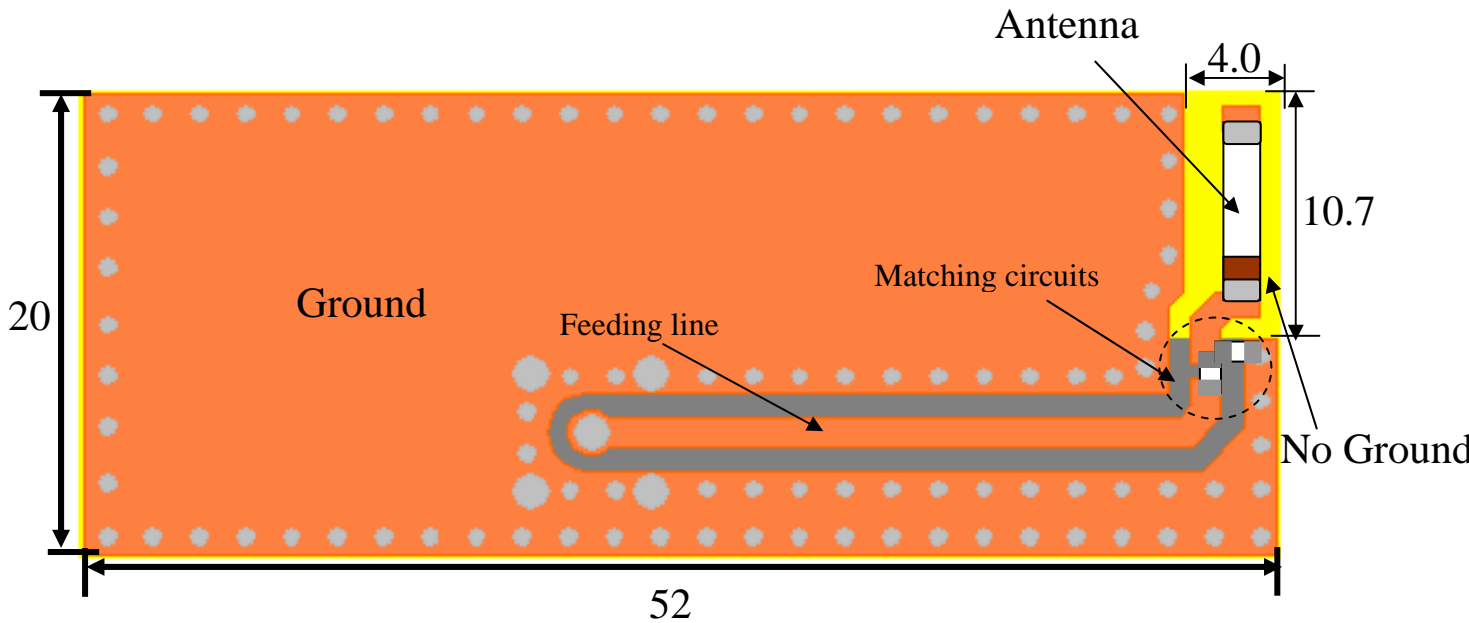 Antenna
4.0
10.7
Matching circuits
Ground
20
Feeding line
No Ground
52